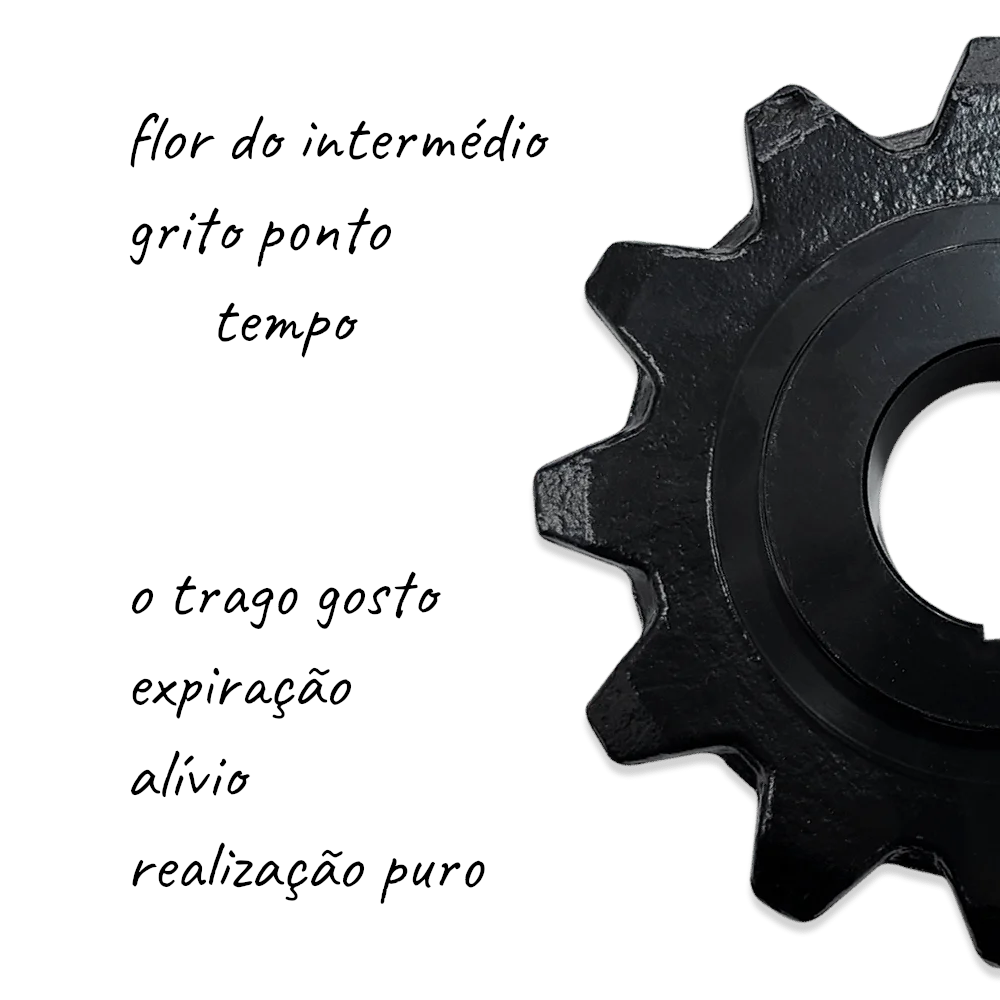 flor do intermédio
grito ponto
tempo
o trago gosto
expiração
alívio
realização puro